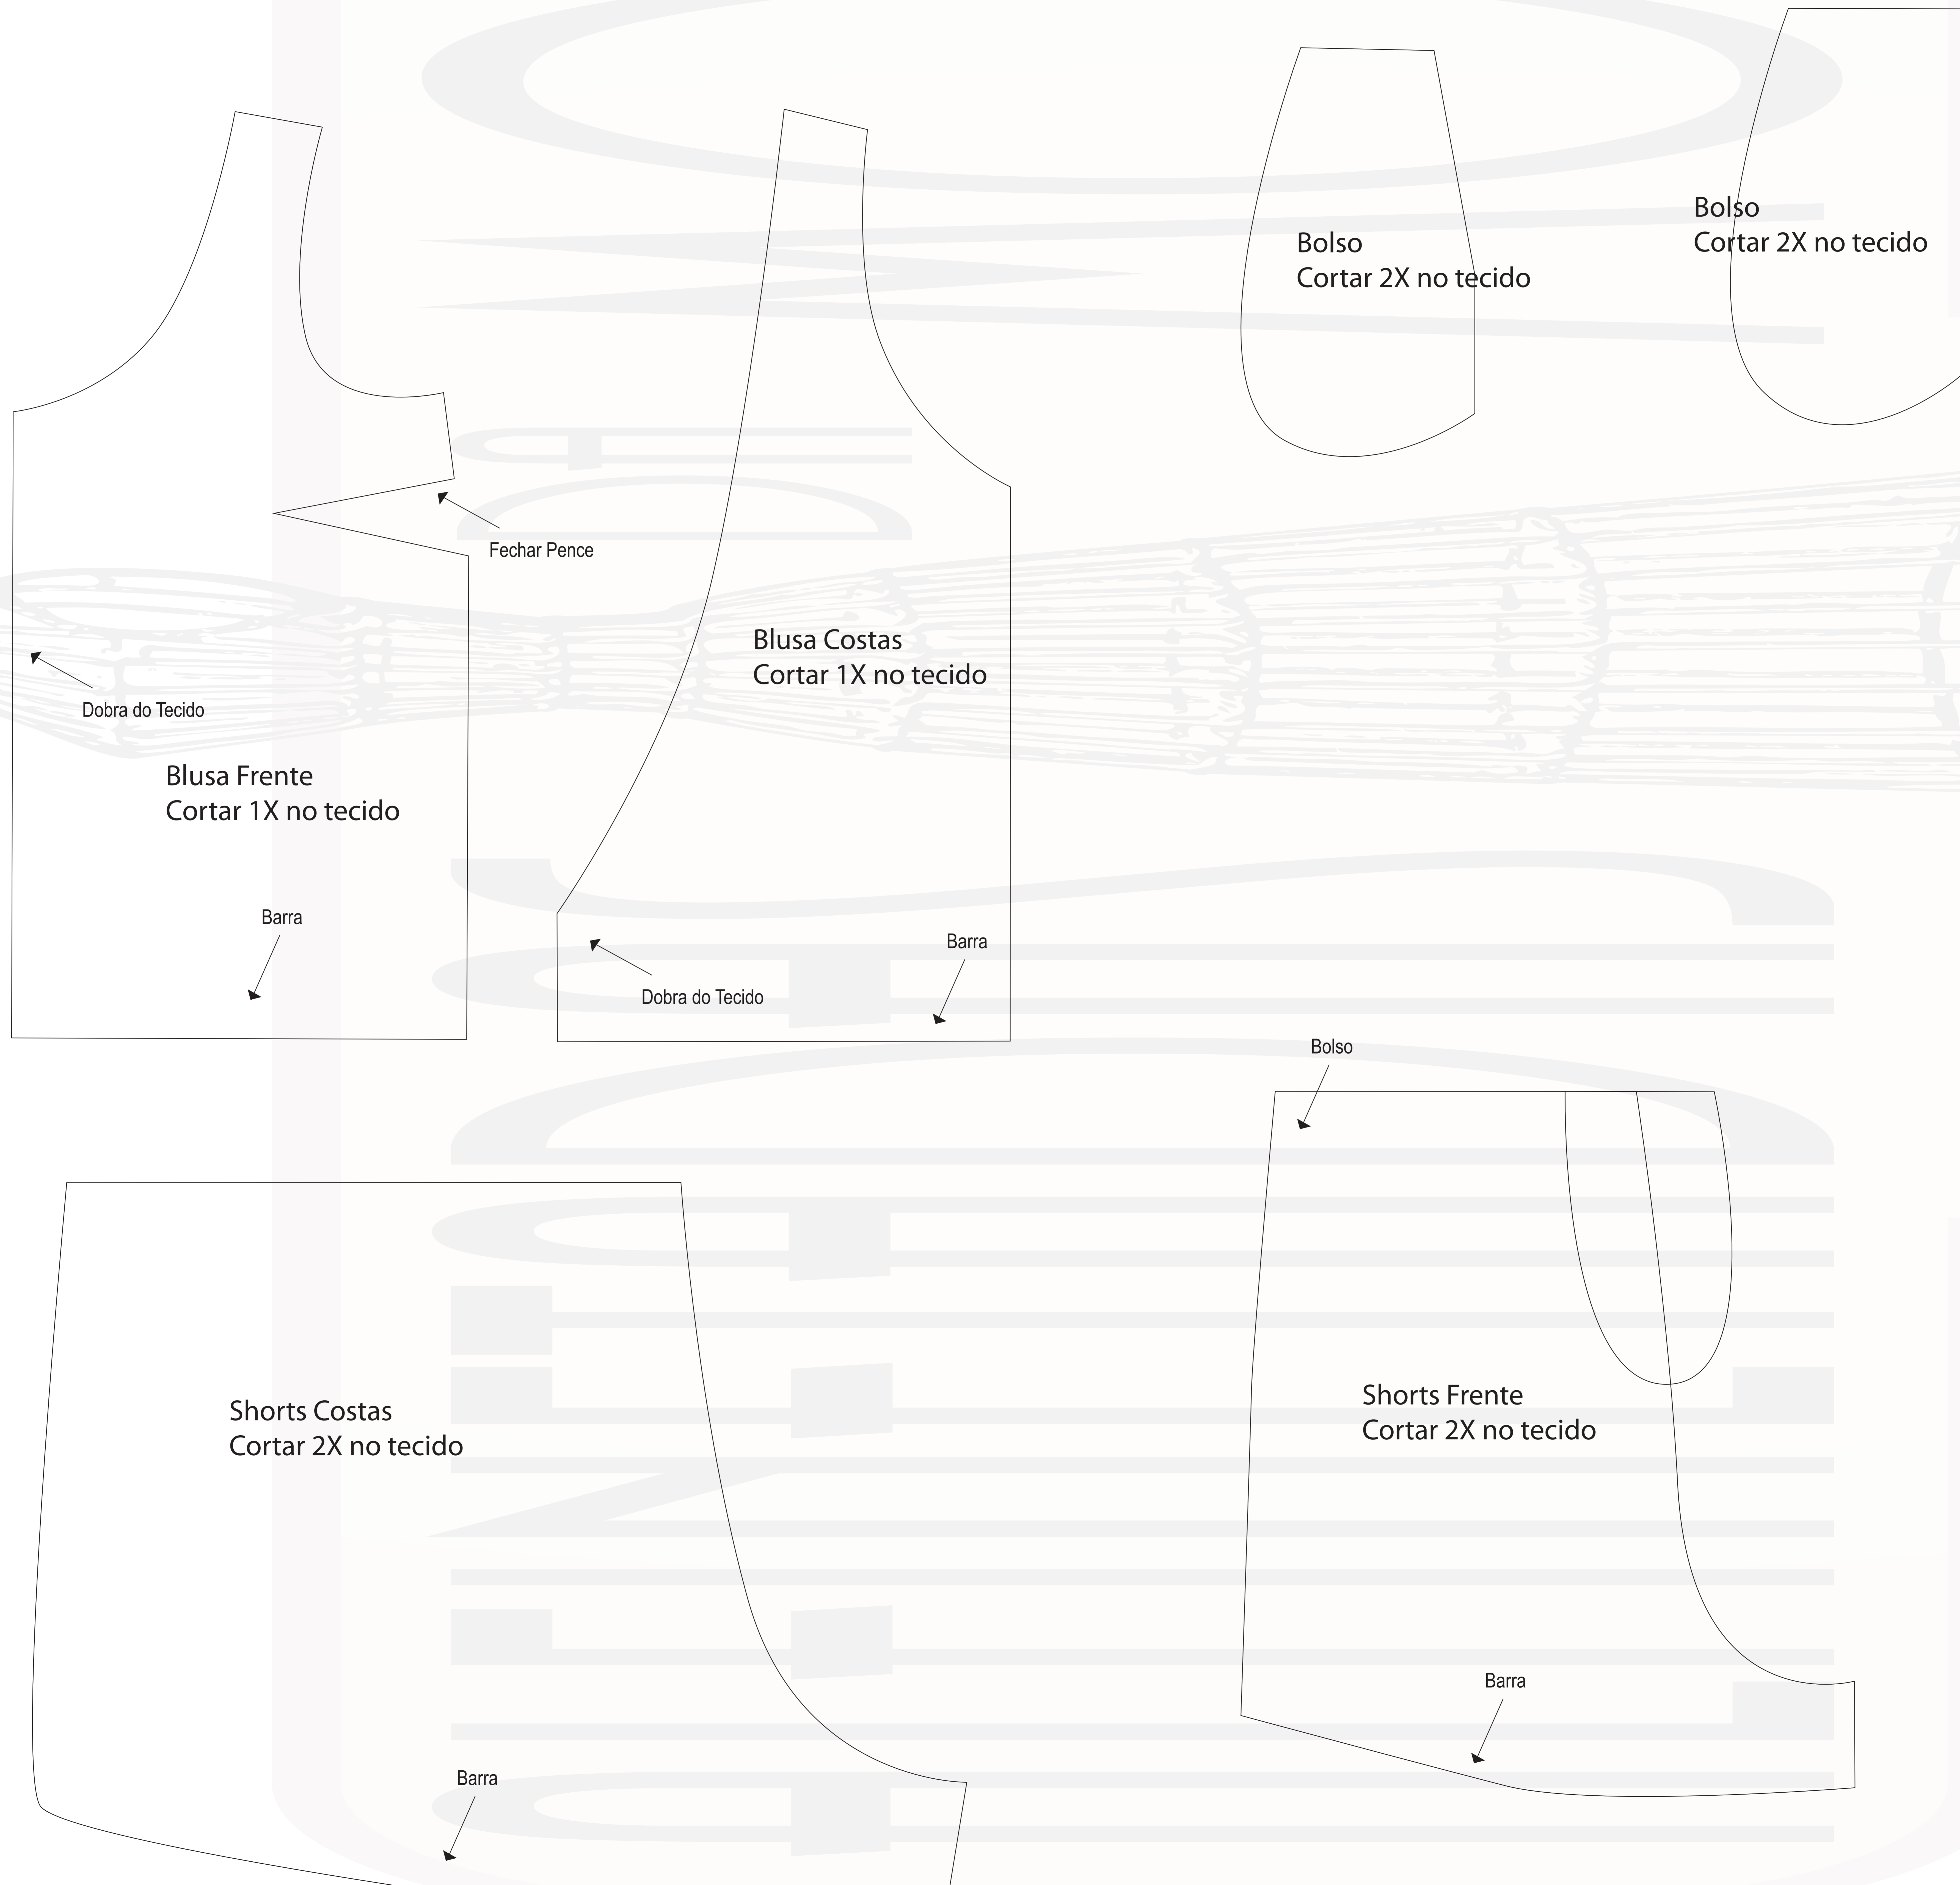 Bolso
Cortar 2X no tecido
Bolso
Cortar 2X no tecido
Fechar Pence
Blusa Costas
Cortar 1X no tecido
Dobra do Tecido
Blusa Frente
Cortar 1X no tecido
Barra
Barra
Dobra do Tecido
Bolso
Shorts Frente
Cortar 2X no tecido
Shorts Costas
Cortar 2X no tecido
Barra
Barra